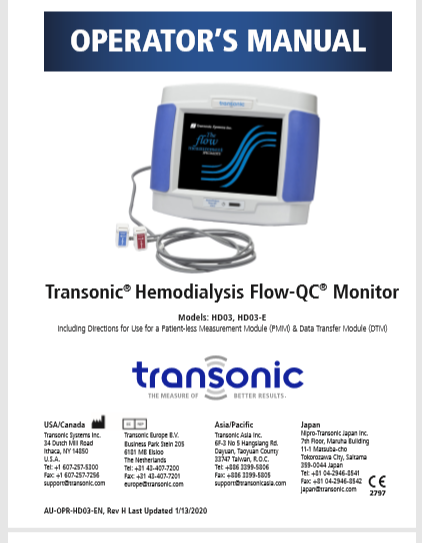 OPERATOR'S MANUAL
transonic
Transonic Systems Inc.
The
flow
Transonic® Hemodialysis Flow-QC® Monitor
Models: HD03, HD03-E
Including Directions for Use for a Patient-less Measurement Module (PMM) & Data Transfer Module (DTM)
transonic
THE MEASURE OF BETTER RESULTS.
USA/Canada
Transonic Systems Inc.
34 Dutch Mill Road
Ithaca, NY 14850
U.S.A.
Tel: +1 607-257-5300
Fax: +1 607-257-7256
support@transonic.com
EC REP
Transonic Europe B.V.
Business Park Stein 205
6181 MB Elsloo
The Netherlands
Tel: +31 43-407-7200
Fax: +31 43-407-7201
europe@transonic.com
Asia/Pacific
Transonic Asia Inc.
6F-3 No 5 Hangsiang Rd.
Dayuan, Taoyuan County
33747 Taiwan, R.O.C.
Tel: +886 3399-5806
Fax: +886 3399-5805
support@transonicasia.com
Japan
Nipro-Transonic Japan Inc.
7th Floor, Maruha Building
11-1 Matsuba-cho
Tokorozawa City, Saitama
359-0044 Japan
Tel: +81 04-2946-8541
Fax: +81 04-2946-8542
japan@transonic.com
CE
2797
AU-OPR-HD03-EN, Rev H Last Updated 1/13/2020